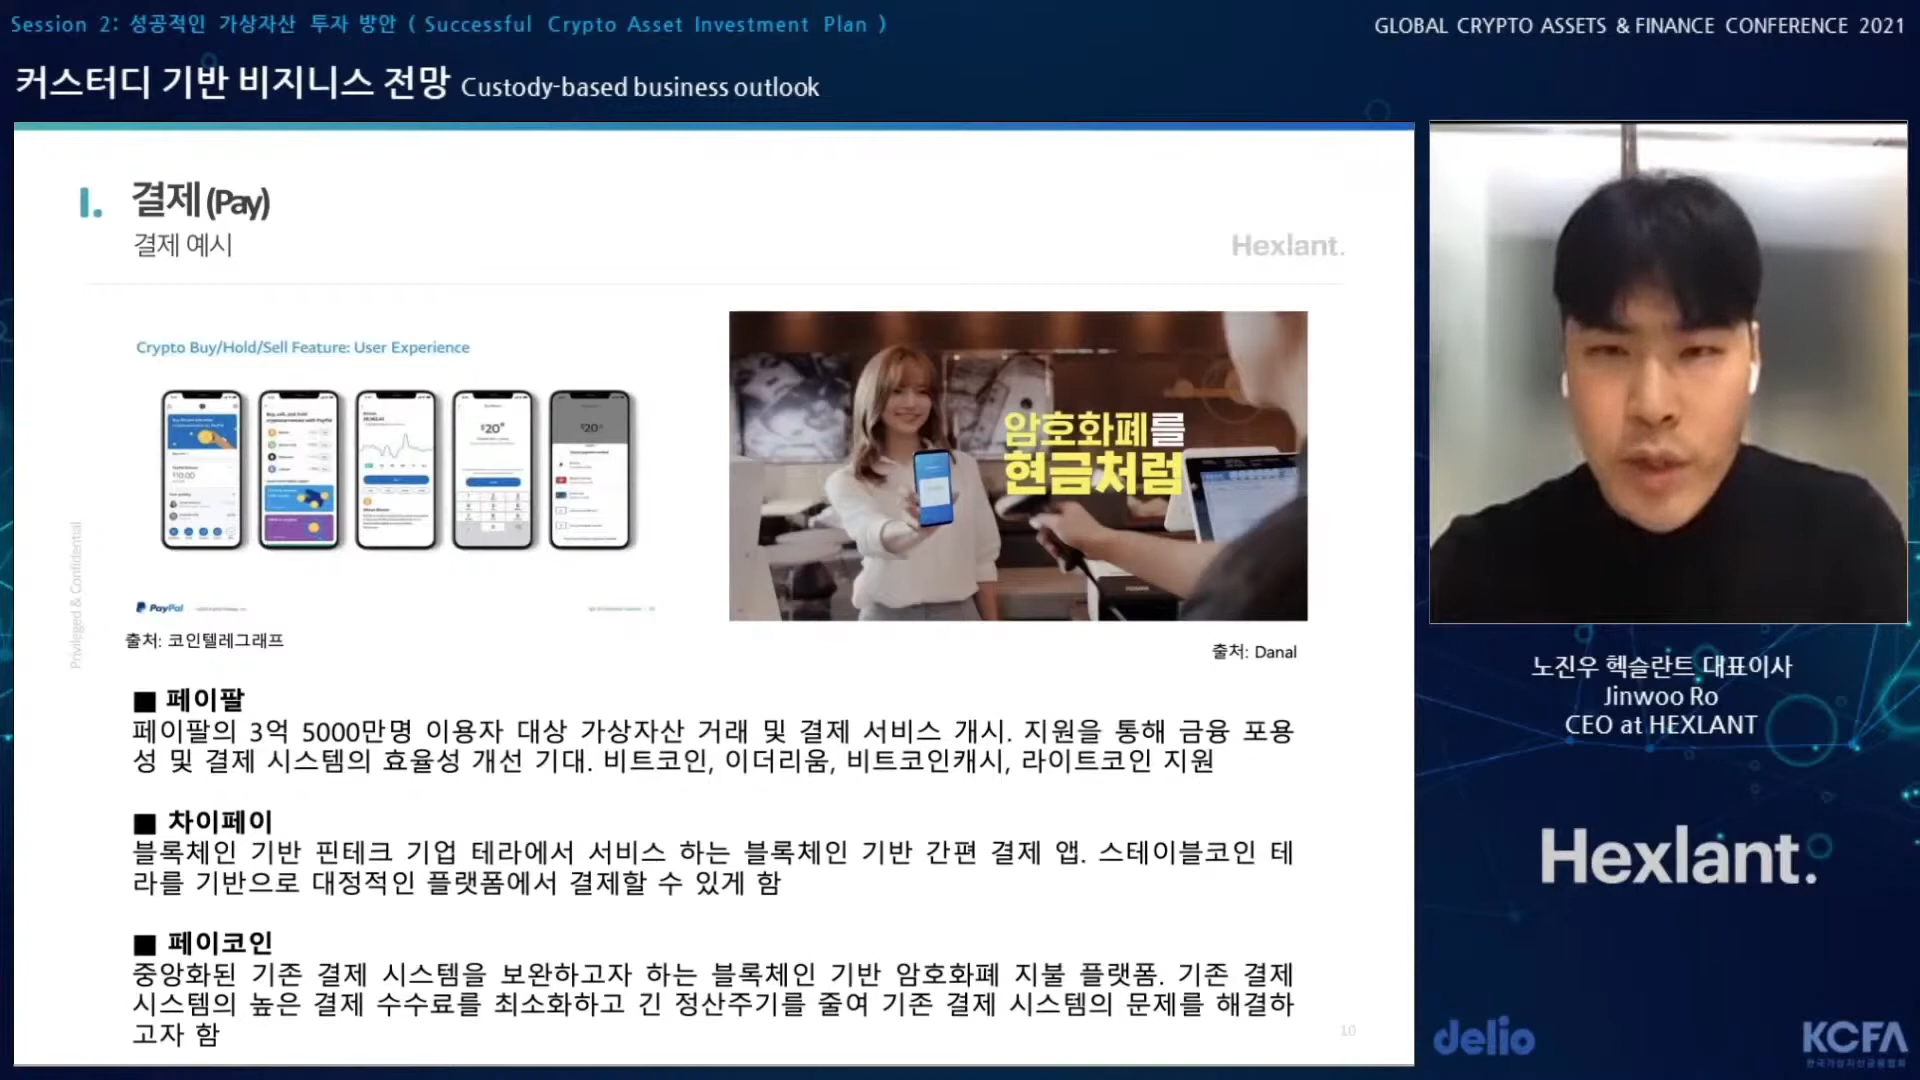 Session 2: 성공적인 가상자산 투자 방안 ( Successful Crypto Asset Investment Plan )
GLOBAL CRYPTO ASSETS & FINANCE CONFERENCE 2021
커스터디 기반 비지니스 전망 Custody-based business outlook
I. 결제(Pay)
결제 예시
Hexlant.
Crypto Buy/Hold/Sell Feature: User Experience
$20
$20
암호화폐를
현금처럼
Privileged & Confidential
PayPal
출처: 코인텔레그래프
출처: Danal
■ 페이팔
페이팔의 3억 5000만명 이용자 대상 가상자산 거래 및 결제 서비스 개시. 지원을 통해 금융 포용
성 및 결제 시스템의 효율성 개선 기대. 비트코인, 이더리움, 비트코인캐시, 라이트코인 지원
■ 차이페이
블록체인 기반 핀테크 기업 테라에서 서비스 하는 블록체인 기반 간편 결제 앱. 스테이블코인 테
라를 기반으로 대정적인 플랫폼에서 결제할 수 있게 함
■ 페이코인
중앙화된 기존 결제 시스템을 보완하고자 하는 블록체인 기반 암호화폐 지불 플랫폼. 기존 결제
시스템의 높은 결제 수수료를 최소화하고 긴 정산주기를 줄여 기존 결제 시스템의 문제를 해결하
고자 함
10
노진우 헥슬란트 대표이사
Jinwoo Ro
CEO at HEXLANT
Hexlant.
delio
KCFA
한국가상자산금융협회